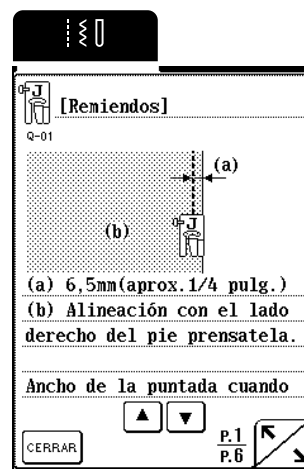 J
[Remiendos]
Q-01
(a)
(b)
J
(a) 6,5mm(aprox.1/4 pulg.)
(b) Alineación con el lado
derecho del pie prensatela.
Ancho de la puntada cuando
CERRAR
P.1
P.6